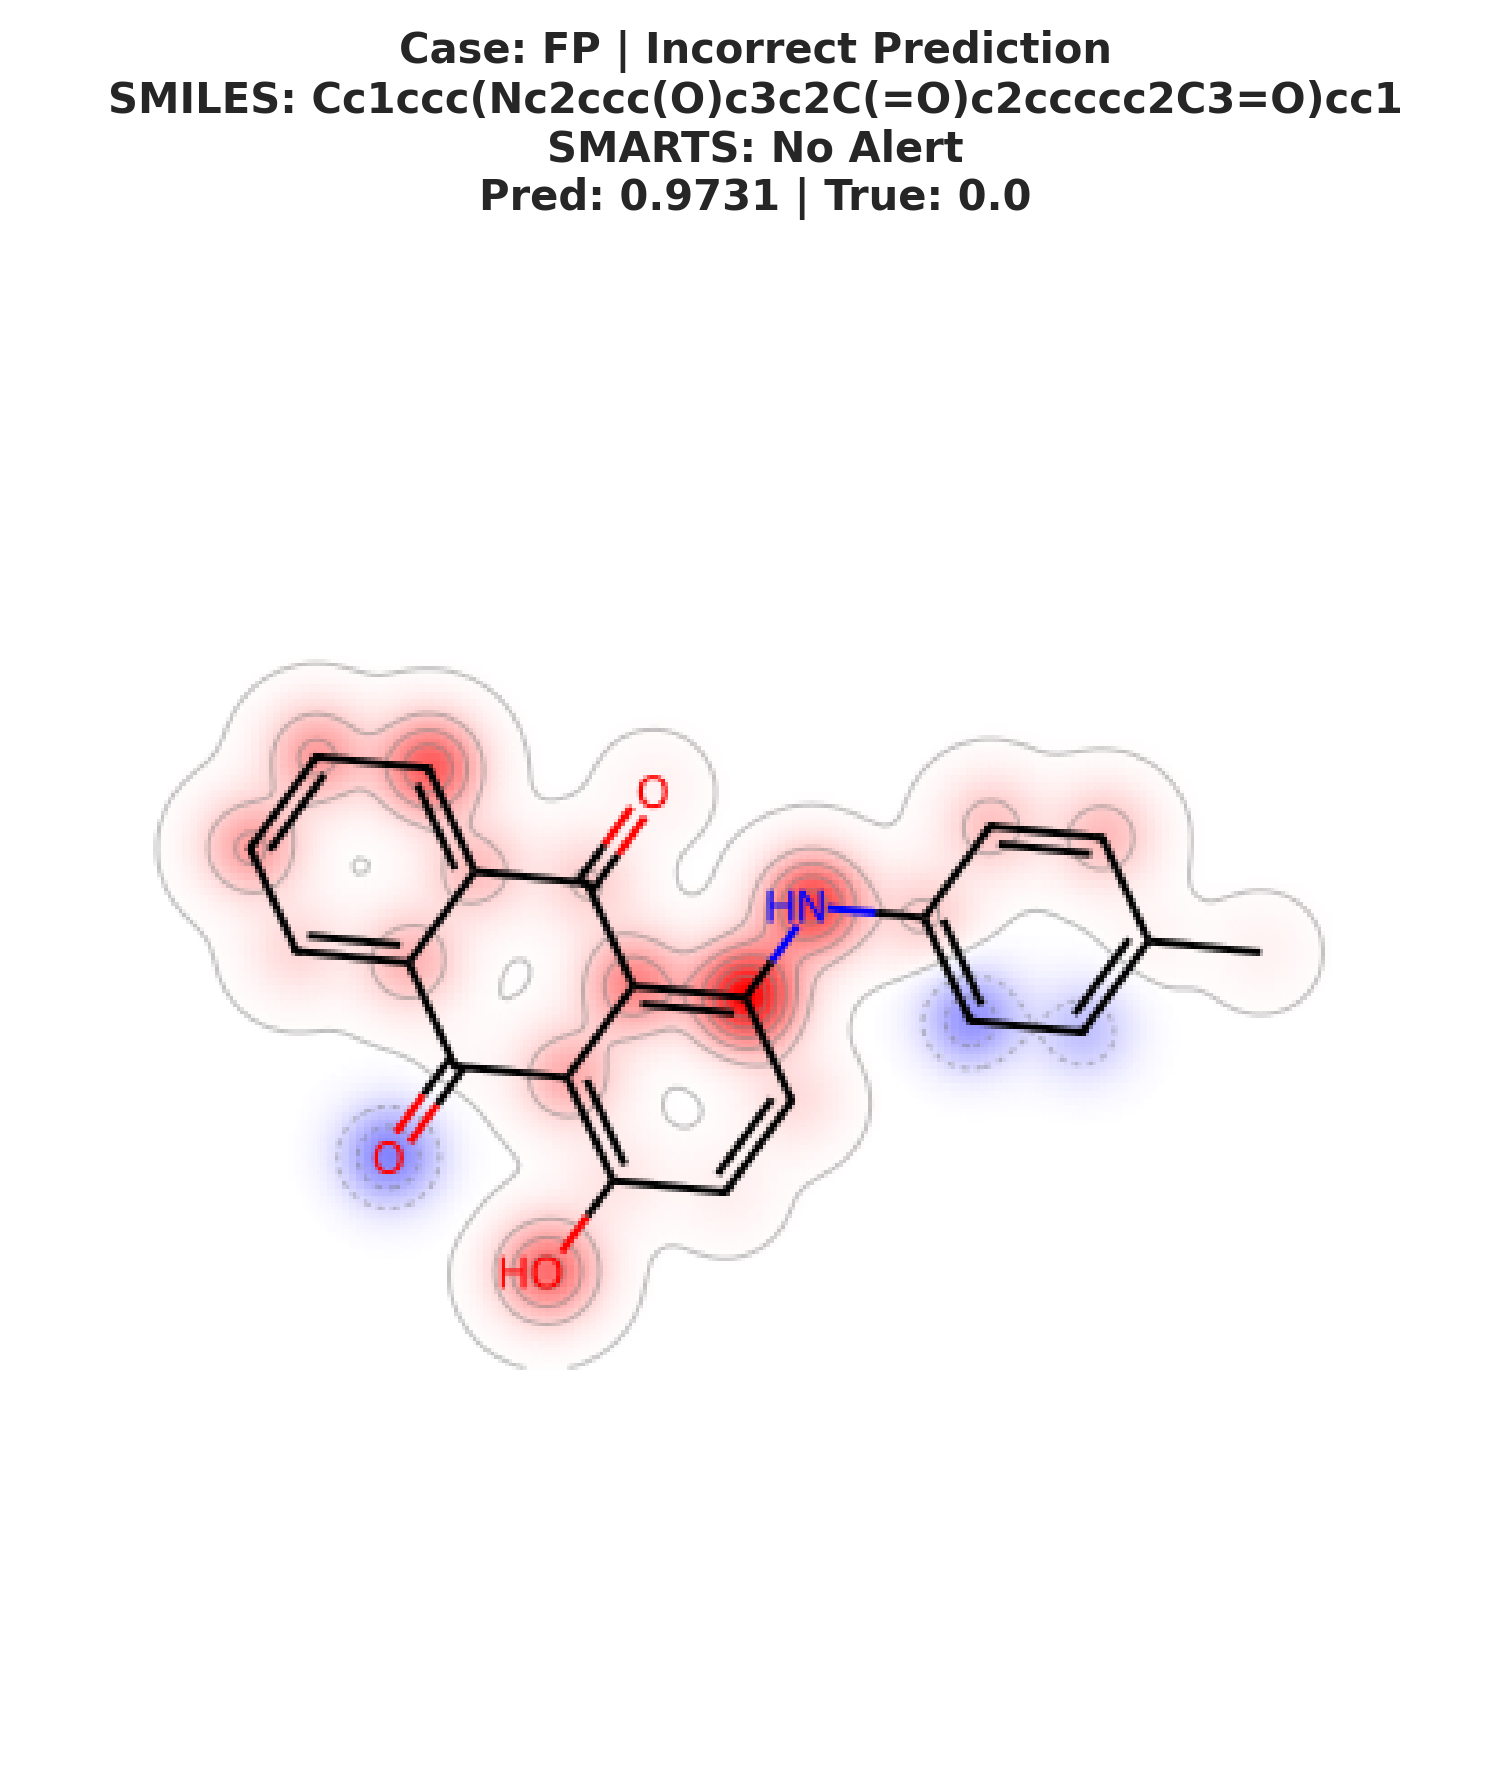 Case: FP | Incorrect Prediction
SMILES: Cc1ccc(Nc2ccc(O)c3c2C(=O)c2ccccc2C3=O)cc1
SMARTS: No Alert
Pred: 0.9731 | True: 0.0
O
HN
O
HO